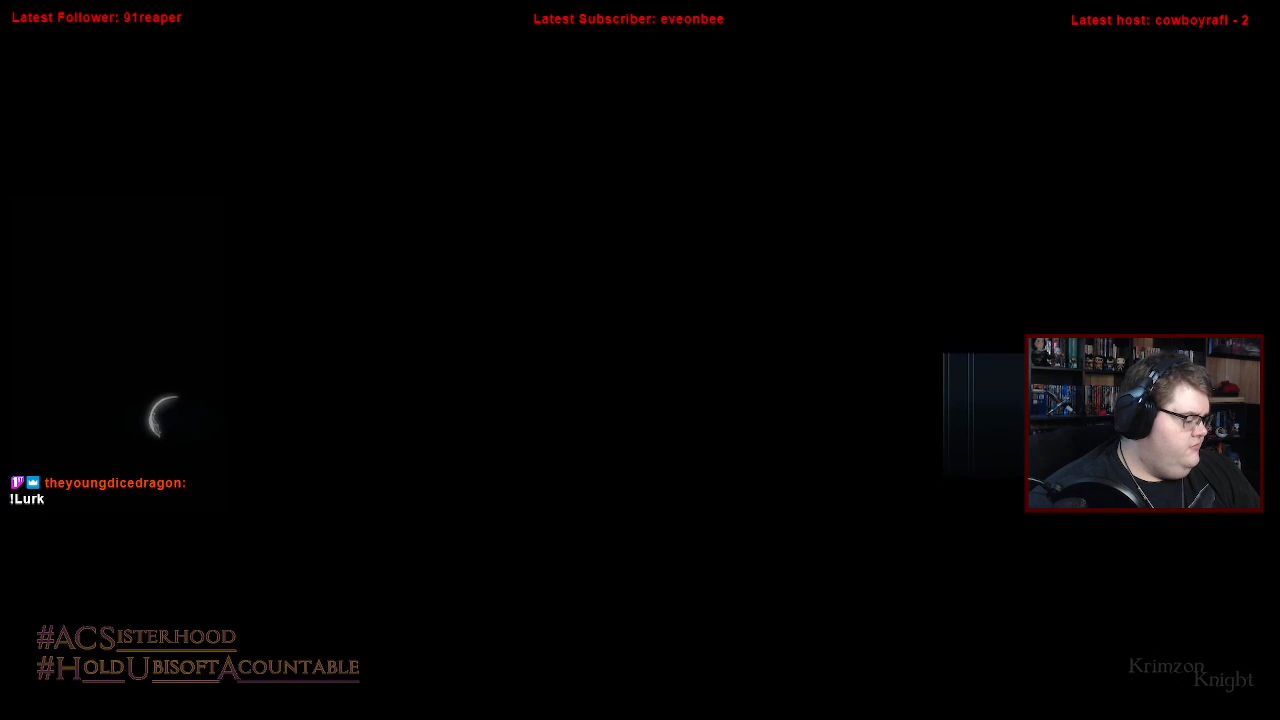 Latest Follower: 91reaper
Latest Subscriber: eveonbee
Latest host: cowboyrafl - 2
theyoungdicedragon:
!Lurk
#ACSisterhood
#HoldUbisoftAcountable
Krimzon
Knight